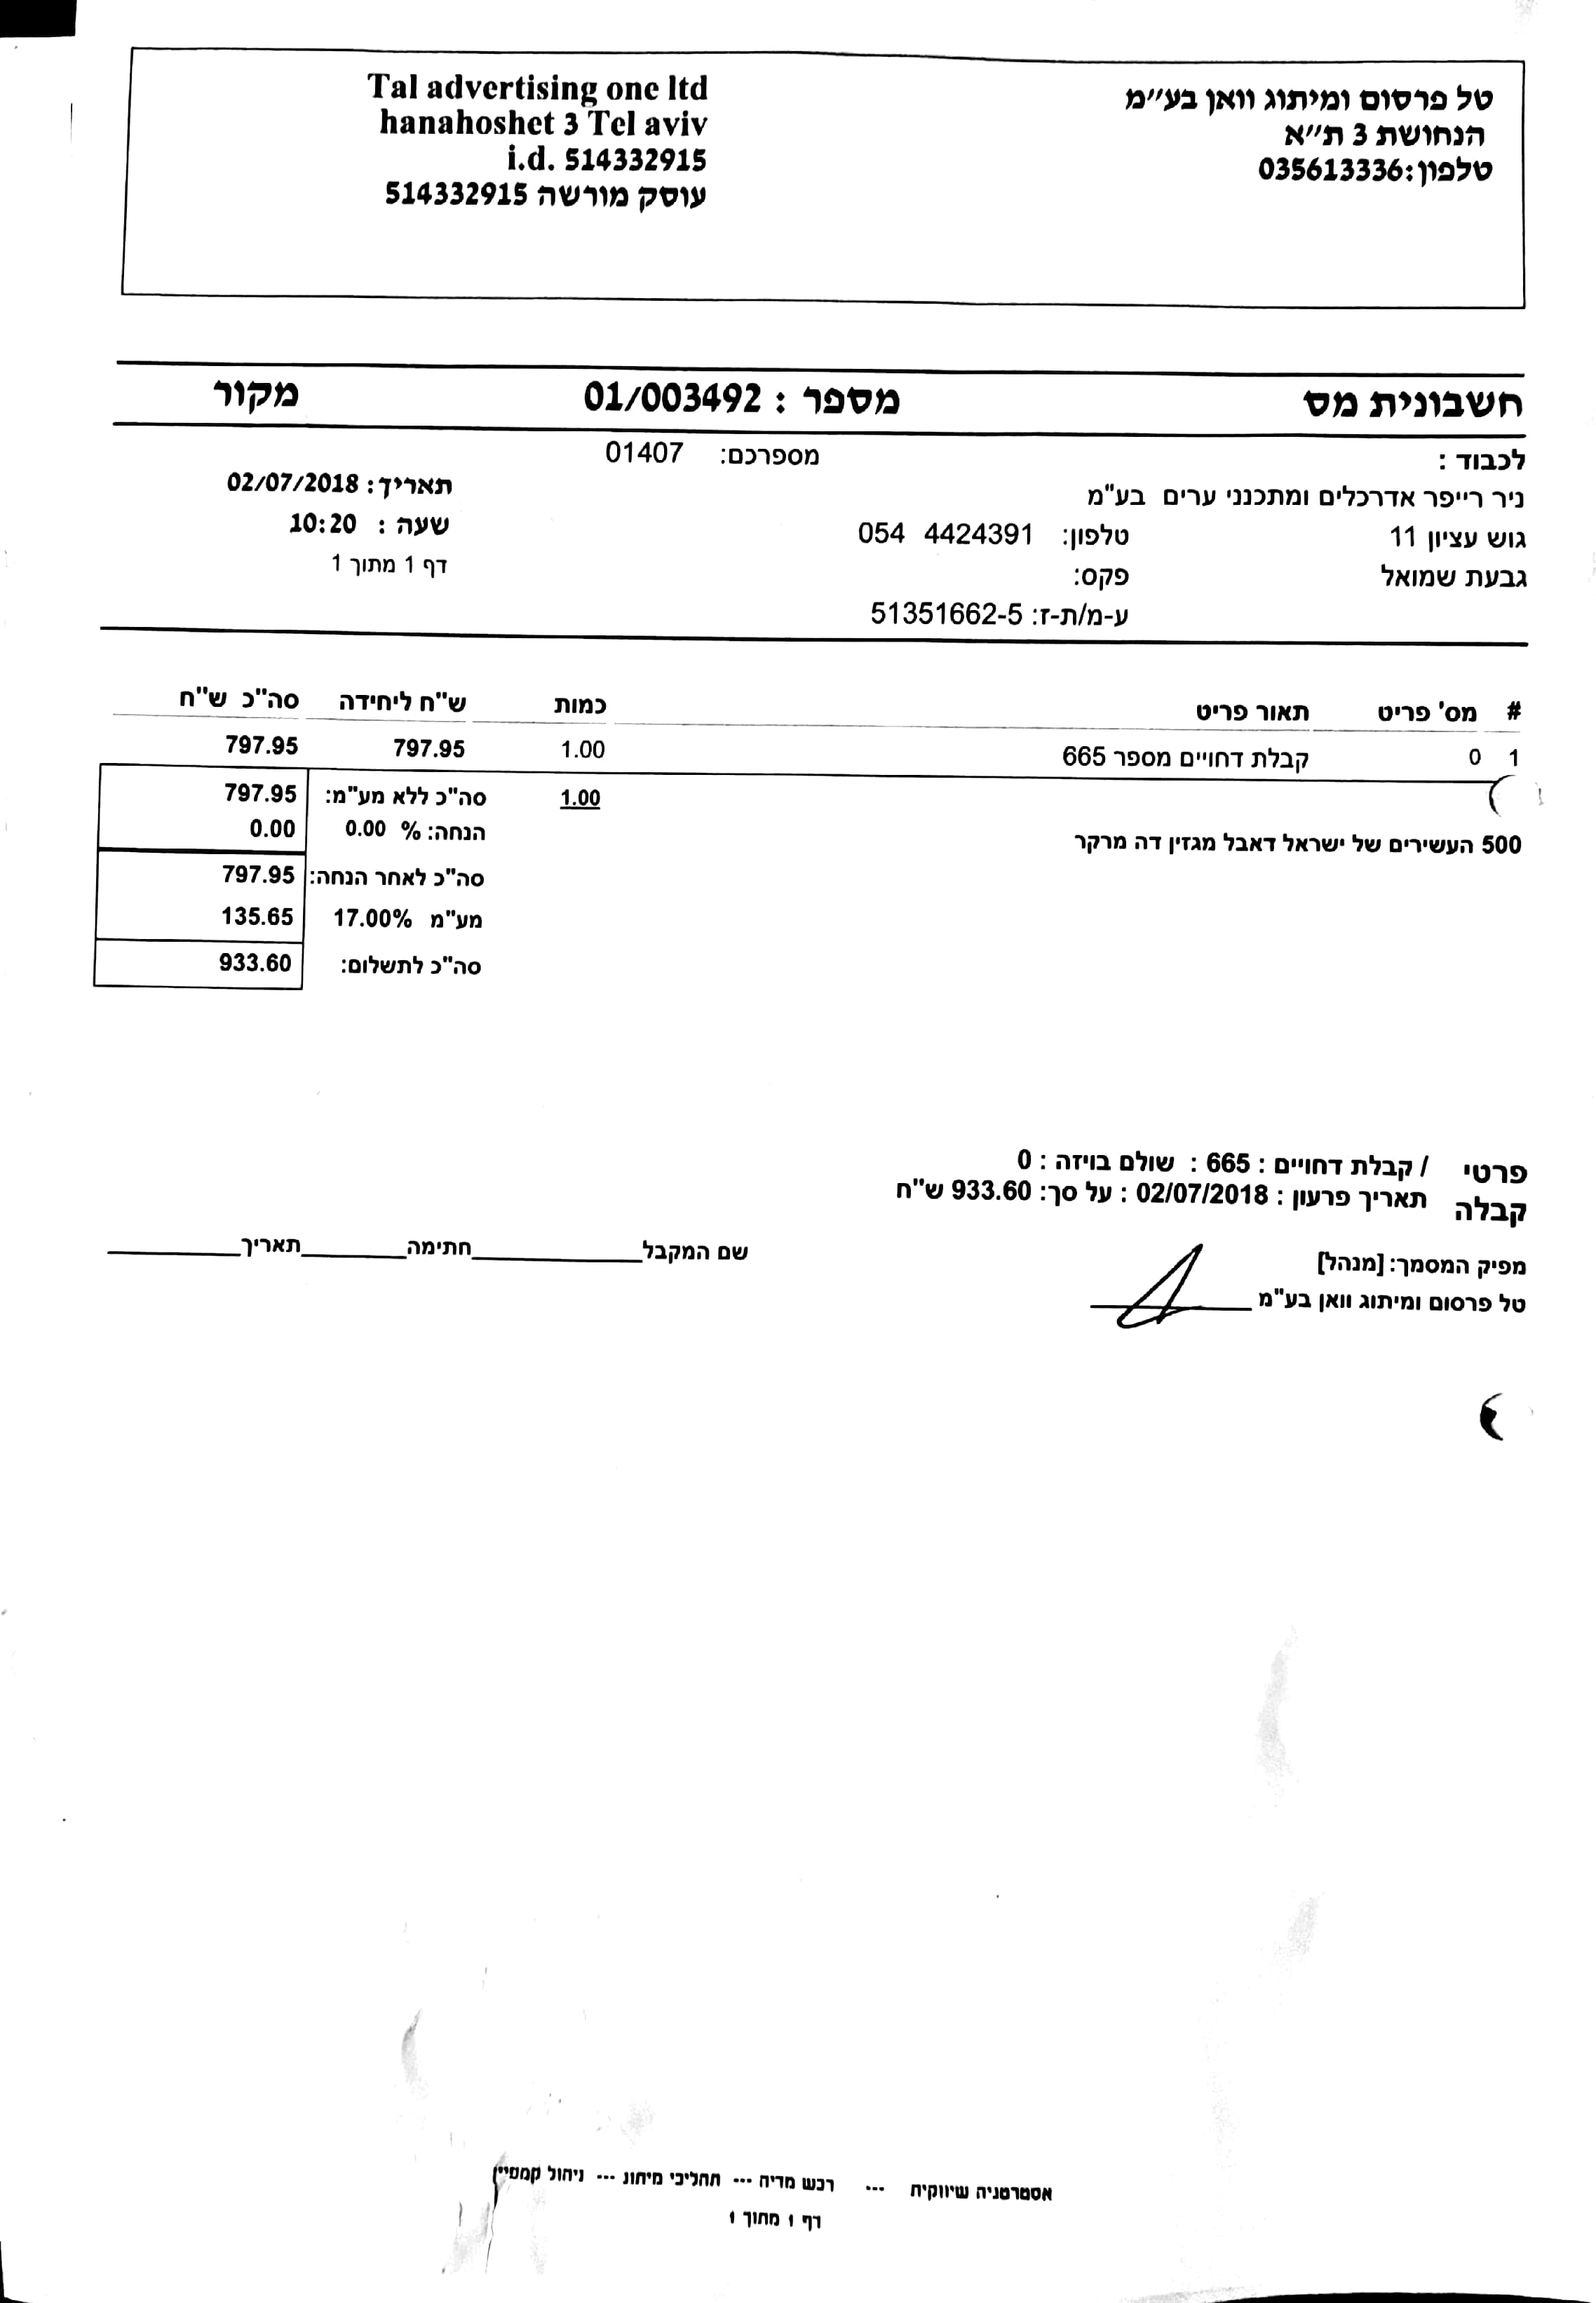 טל פרסום ומיתוג וואן בע״מ
הנחושת 3 ת״א
טלפון:035613336
Tal advertising one ltd
hanahoshet 3 Tel aviv
i.d. 514332915
עוסק מורשה 514332915
חשבונית מס מספר : 01/003492 מקור
לכבוד : מספרכם: 01407
תאריך: 02/07/2018
ניר רייפר אדרכלים ומתכנני ערים בע"מ
שעה : 10:20
גוש עציון 11 טלפון: 054 4424391
דף 1 מתוך 1
גבעת שמואל פקס:
ע-מ/ת-ז: 51351662-5
# מס' פריט תאור פריט כמות ש"ח ליחידה סה"כ ש"ח
1 0 קבלת דחויים מספר 665 1.00 797.95 797.95
1.00 סה"כ ללא מע"מ: 797.95
הנחה: % 0.00 0.00
500 העשירים של ישראל דאבל מגזין דה מרקר
סה"כ לאחר הנחה: 797.95
מע"מ 17.00% 135.65
סה"כ לתשלום: 933.60
פרטי / קבלת דחויים : 665 : שולם בויזה : 0
קבלה תאריך פרעון : 02/07/2018 : על סך: 933.60 ש"ח
שם המקבל____________חתימה________תאריך__________
מפיק המסמך: [מנהל]
טל פרסום ומיתוג וואן בע"מ ____________
אסטרטגיה שיווקית --- רכש מדיה --- תהליכי מיתוג --- ניהול קמפיין
דף 1 מתוך 1